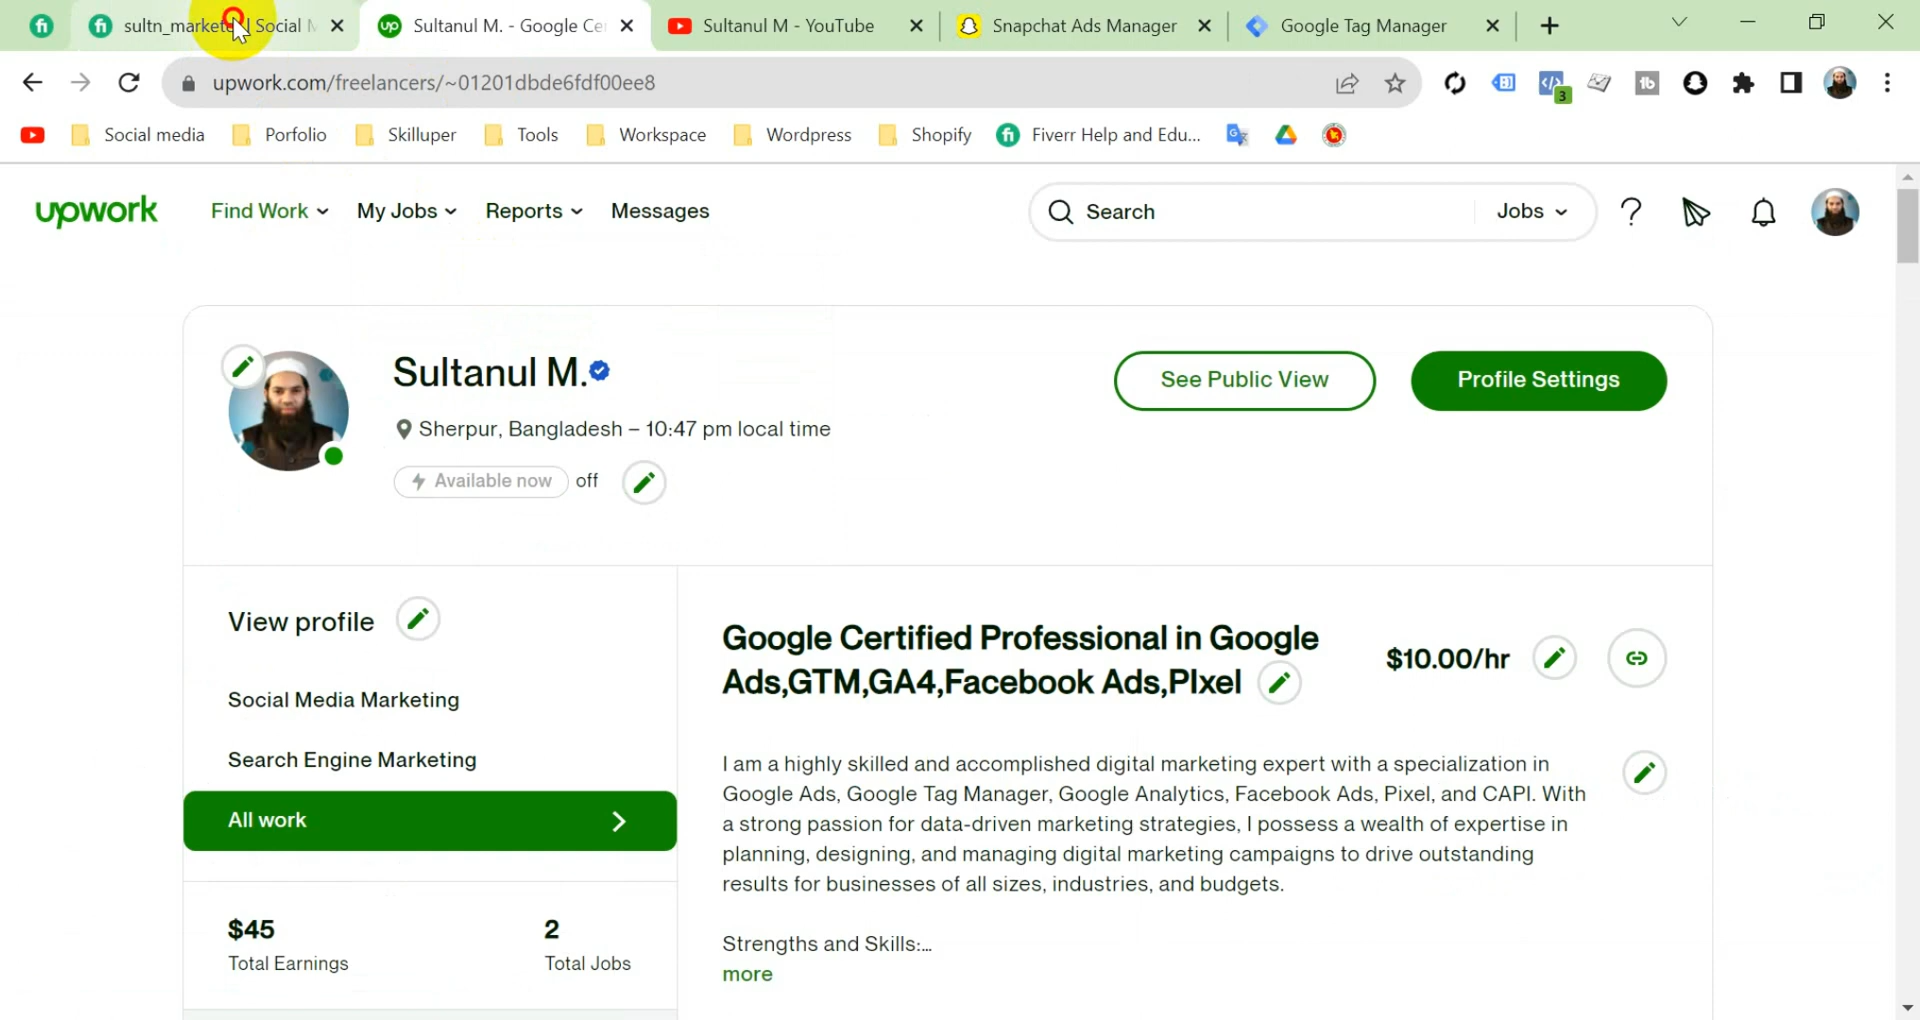 sultn_markete | Social M
Sultanul M. - Google Cer
Sultanul M - YouTube
Snapchat Ads Manager
Google Tag Manager
upwork.com/freelancers/~01201dbde6fdf00ee8
3
Social media
Porfolio
Skilluper
Tools
Workspace
Wordpress
Shopify
Fiverr Help and Edu...
upwork
Find Work
My Jobs
Reports
Messages
Search
Jobs
Sultanul M.
See Public View
Profile Settings
Sherpur, Bangladesh – 10:47 pm local time
Available now off
View profile
Social Media Marketing
Search Engine Marketing
All work
$45
Total Earnings
2
Total Jobs
Google Certified Professional in Google
Ads,GTM,GA4,Facebook Ads,PIxel
$10.00/hr
I am a highly skilled and accomplished digital marketing expert with a specialization in
Google Ads, Google Tag Manager, Google Analytics, Facebook Ads, Pixel, and CAPI. With
a strong passion for data-driven marketing strategies, I possess a wealth of expertise in
planning, designing, and managing digital marketing campaigns to drive outstanding
results for businesses of all sizes, industries, and budgets.
Strengths and Skills:...
more